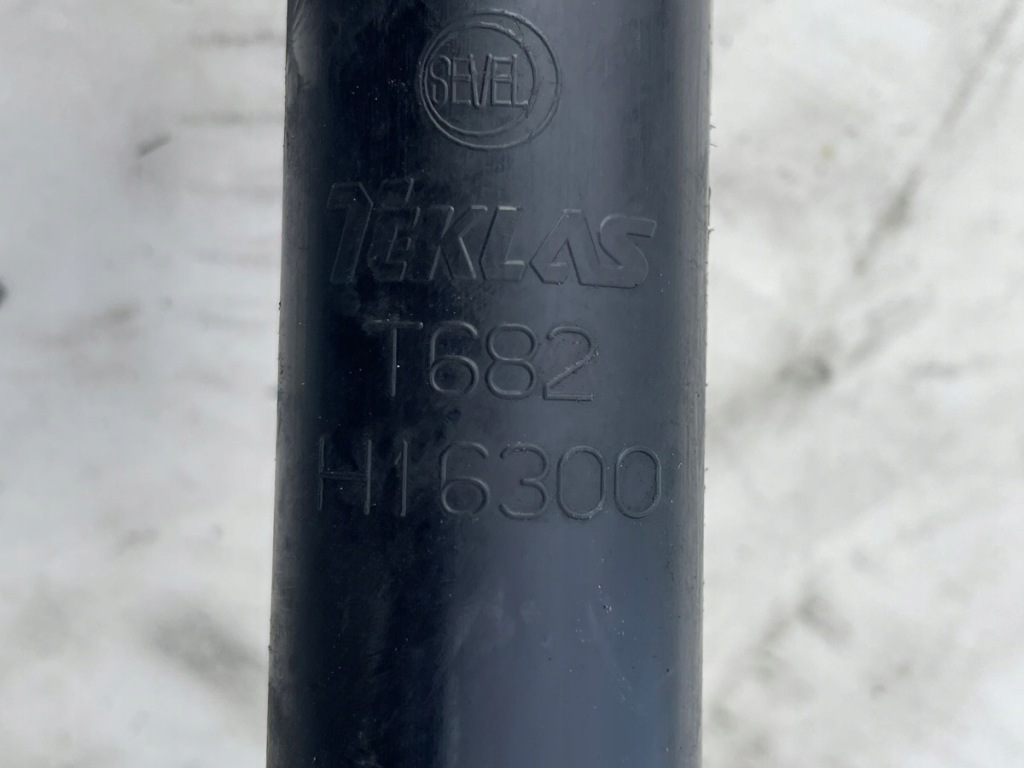 SEVEL
TEKLAS
T682
H16300